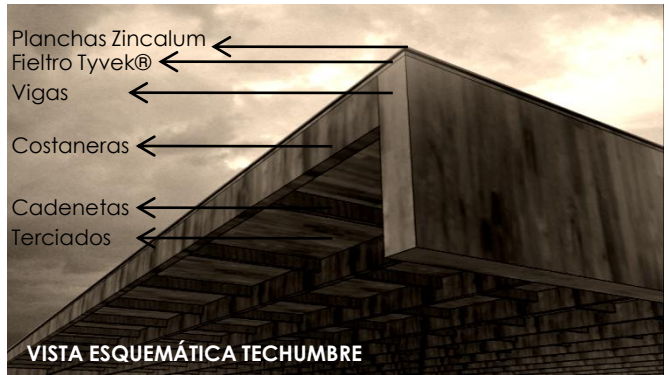 Planchas Zincalum
Fieltro Tyvek®
Vigas
Costaneras
Cadenetas
Terciados
VISTA ESQUEMÁTICA TECHUMBRE